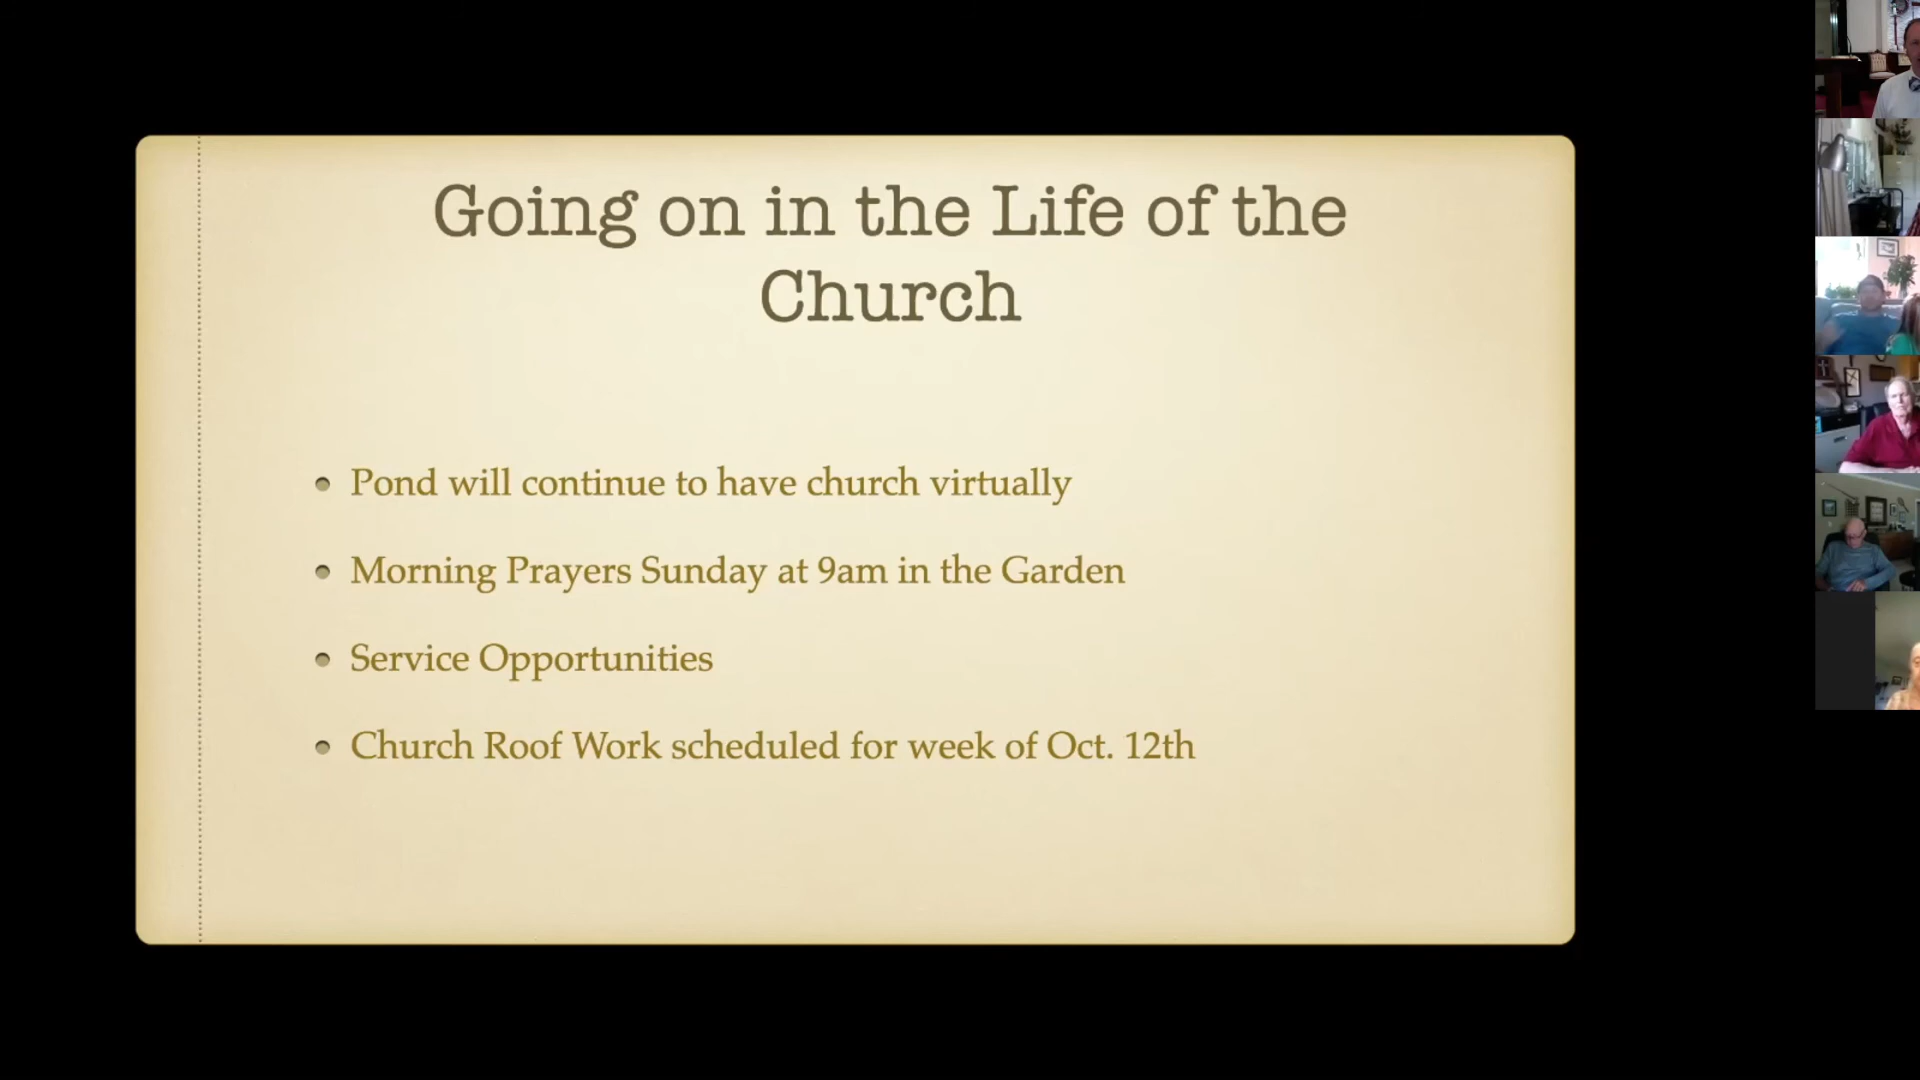 Going on in the Life of the
Church
• Pond will continue to have church virtually
• Morning Prayers Sunday at 9am in the Garden
• Service Opportunities
• Church Roof Work scheduled for week of Oct. 12th